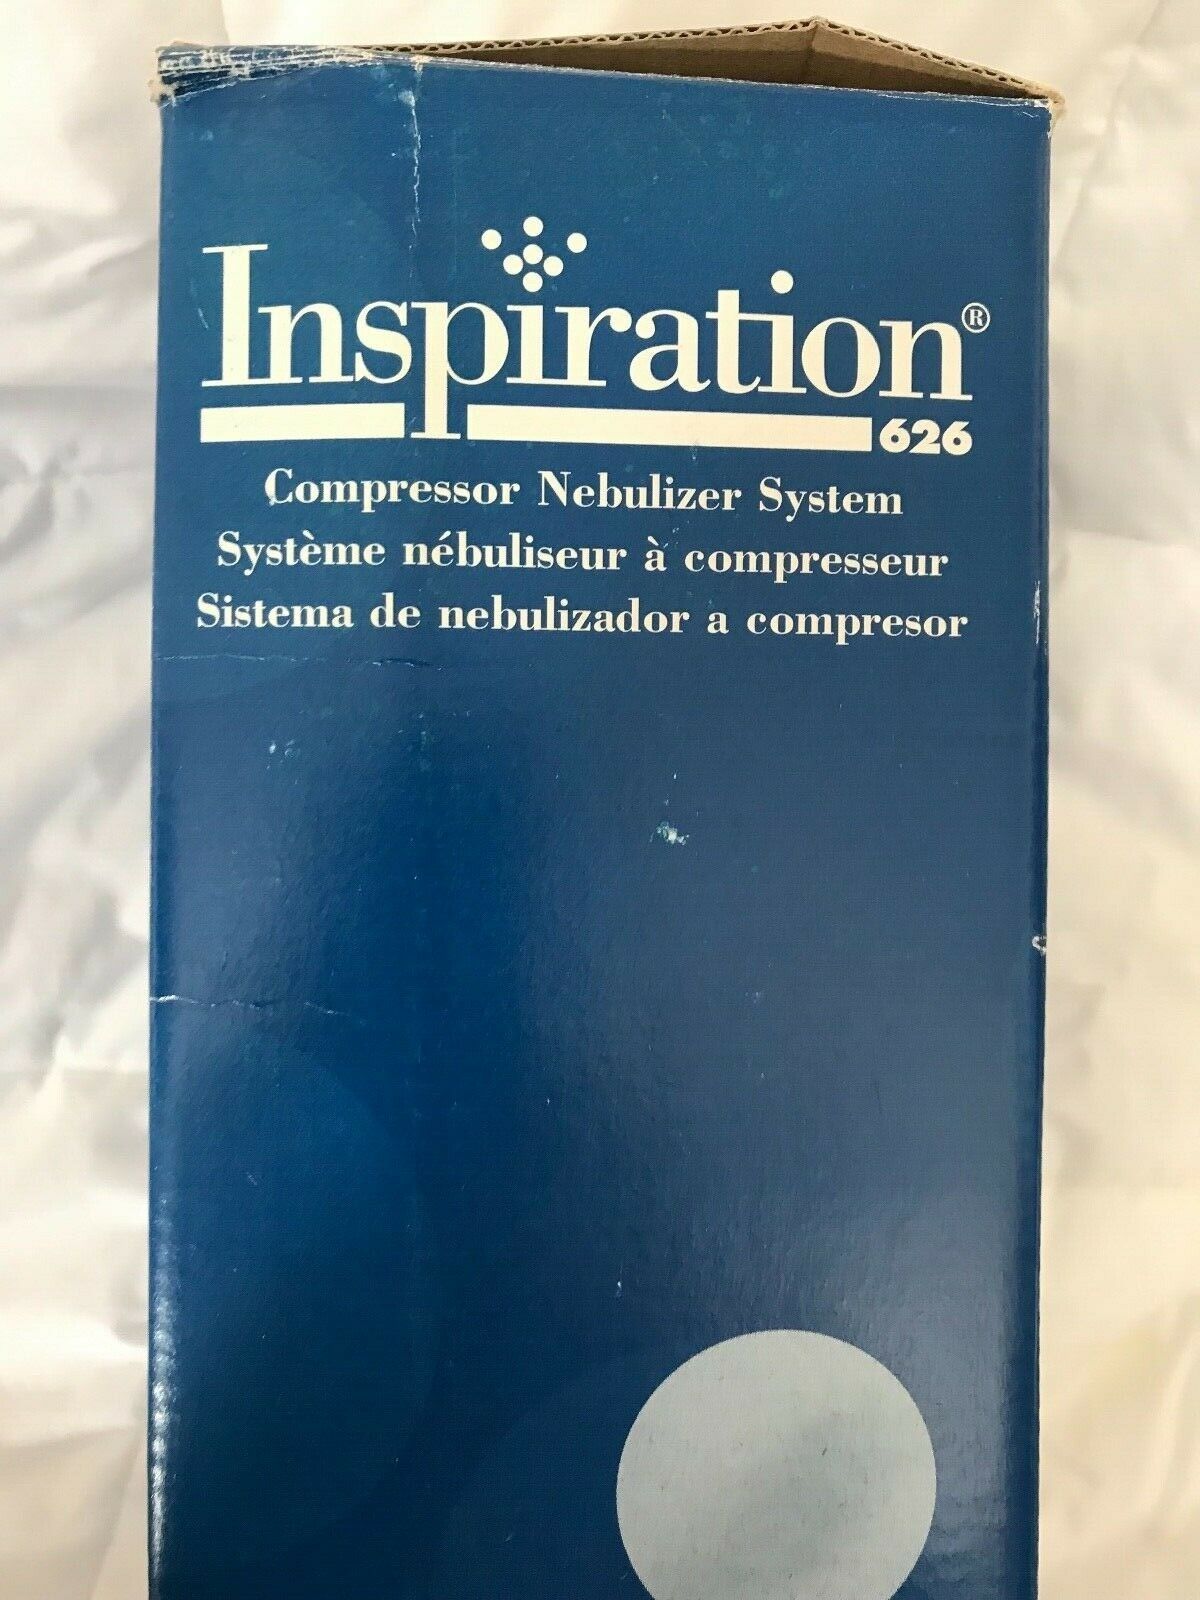 Inspiration®
626
Compressor Nebulizer System
Système nébuliseur à compresseur
Sistema de nebulizador a compresor